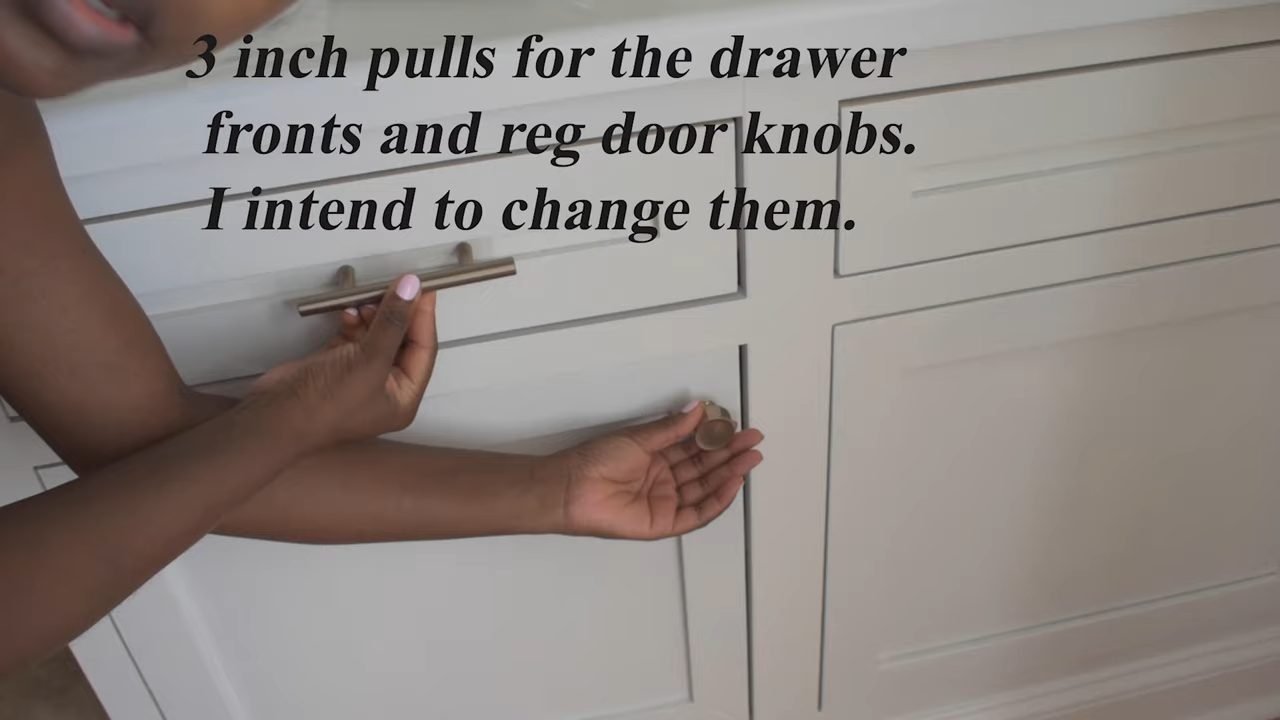 3 inch pulls for the drawer
fronts and reg door knobs.
I intend to change them.